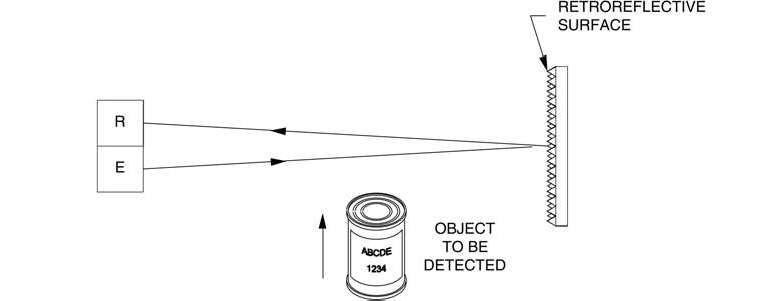 RETROREFLECTIVE
SURFACE
R
E
ABCDE
1234
OBJECT
TO BE
DETECTED